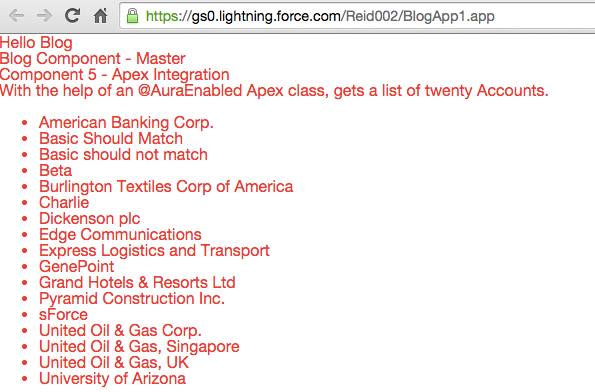 https://gs0.lightning.force.com/Reid002/BlogApp1.app
Hello Blog
Blog Component - Master
Component 5 - Apex Integration
With the help of an @AuraEnabled Apex class, gets a list of twenty Accounts.
• American Banking Corp.
• Basic Should Match
• Basic should not match
• Beta
• Burlington Textiles Corp of America
• Charlie
• Dickenson plc
• Edge Communications
• Express Logistics and Transport
• GenePoint
• Grand Hotels & Resorts Ltd
• Pyramid Construction Inc.
• sForce
• United Oil & Gas Corp.
• United Oil & Gas, Singapore
• United Oil & Gas, UK
• University of Arizona